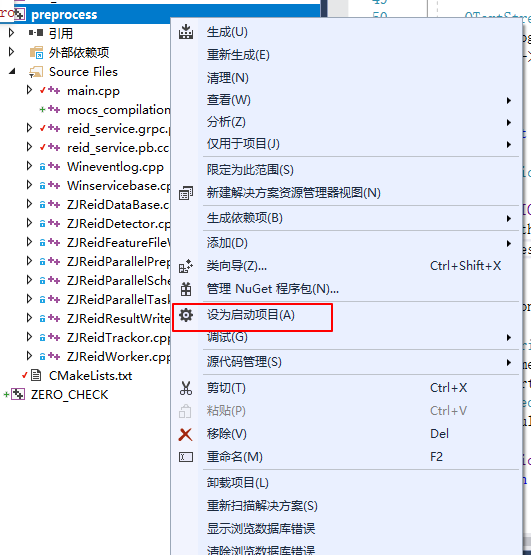 preprocess
引用
外部依赖项
Source Files
main.cpp
mocs_compilation
reid_service.grpc.p
reid_service.pb.cc
Wineventlog.cpp
Winservicebase.cp
ZJReidDataBase.c
ZJReidDetector.cp
ZJReidFeatureFileW
ZJReidParallelPrep
ZJReidParallelSche
ZJReidParallelTask
ZJReidResultWrite
ZJReidTrackor.cpp
ZJReidWorker.cpp
CMakeLists.txt
ZERO_CHECK
生成(U)
重新生成(E)
清理(N)
查看(W)
分析(Z)
仅用于项目(J)
限定为此范围(S)
新建解决方案资源管理器视图(N)
生成依赖项(B)
添加(D)
类向导(Z)... Ctrl+Shift+X
管理 NuGet 程序包(N)...
设为启动项目(A)
调试(G)
源代码管理(S)
剪切(T) Ctrl+X
粘贴(P) Ctrl+V
移除(V) Del
重命名(M) F2
卸载项目(L)
重新扫描解决方案(S)
显示浏览数据库错误
清除浏览数据库错误
50